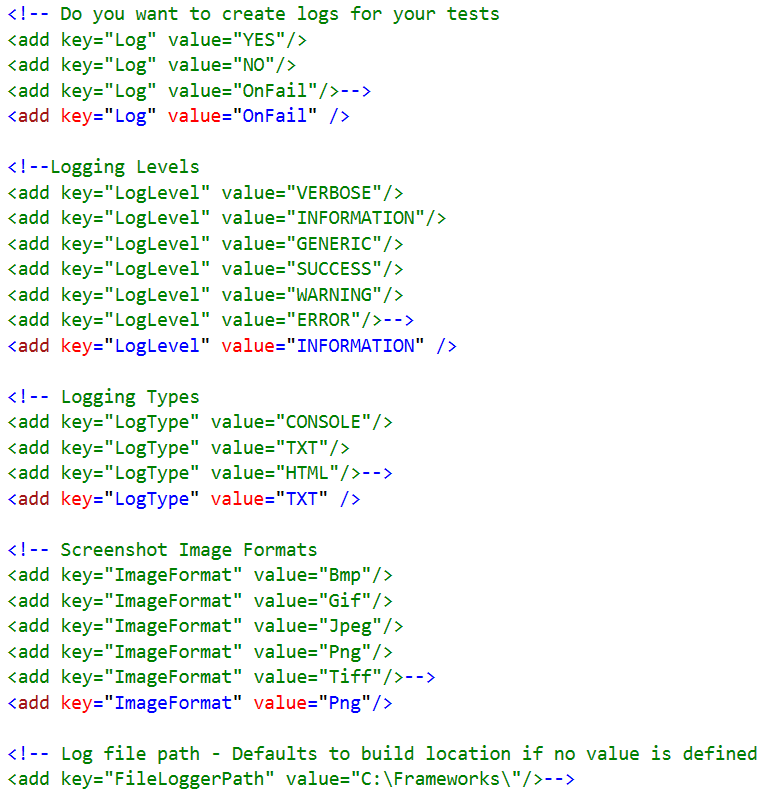 <!-- Do you want to create logs for your tests
<add key="Log" value="YES"/>
<add key="Log" value="NO"/>
<add key="Log" value="OnFail"/>-->
<add key="Log" value="OnFail" />
<!--Logging Levels
<add key="LogLevel" value="VERBOSE"/>
<add key="LogLevel" value="INFORMATION"/>
<add key="LogLevel" value="GENERIC"/>
<add key="LogLevel" value="SUCCESS"/>
<add key="LogLevel" value="WARNING"/>
<add key="LogLevel" value="ERROR"/>-->
<add key="LogLevel" value="INFORMATION" />
<!-- Logging Types
<add key="LogType" value="CONSOLE"/>
<add key="LogType" value="TXT"/>
<add key="LogType" value="HTML"/>-->
<add key="LogType" value="TXT" />
<!-- Screenshot Image Formats
<add key="ImageFormat" value="Bmp"/>
<add key="ImageFormat" value="Gif"/>
<add key="ImageFormat" value="Jpeg"/>
<add key="ImageFormat" value="Png"/>
<add key="ImageFormat" value="Tiff"/>-->
<add key="ImageFormat" value="Png"/>
<!-- Log file path - Defaults to build location if no value is defined
<add key="FileLoggerPath" value="C:\Frameworks\"/>-->